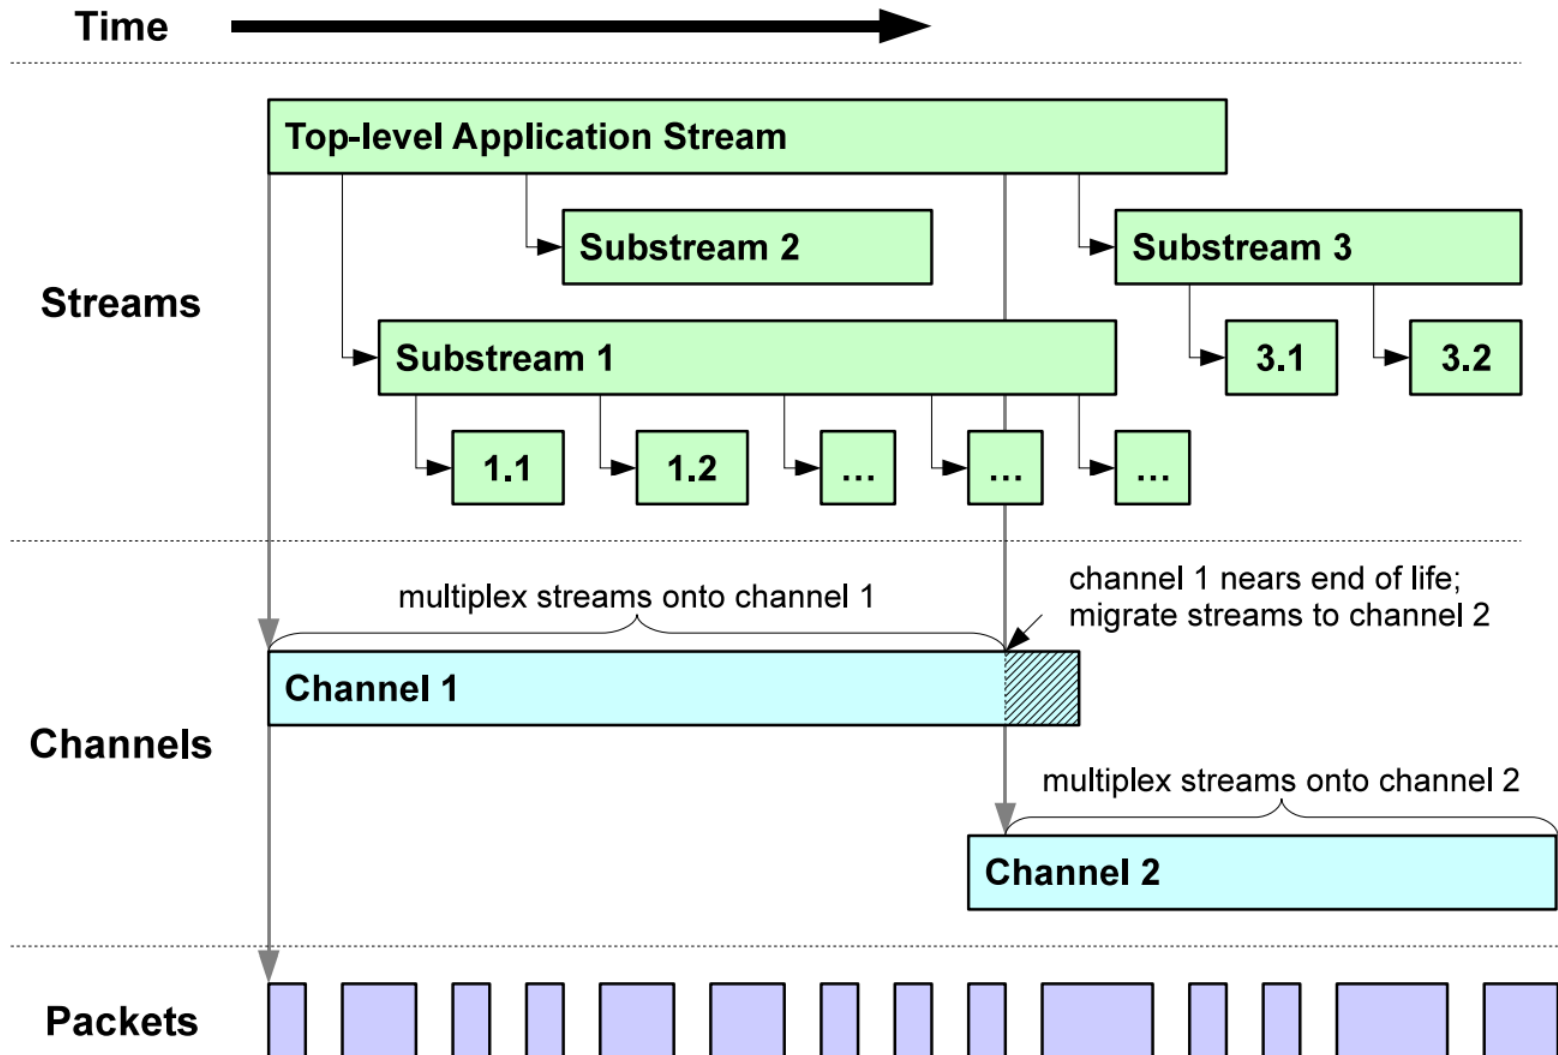 Time
Top-level Application Stream
Substream 2
Substream 3
Streams
Substream 1
3.1
3.2
1.1
1.2
...
...
...
channel 1 nears end of life;
migrate streams to channel 2
multiplex streams onto channel 1
Channel 1
Channels
multiplex streams onto channel 2
Channel 2
Packets